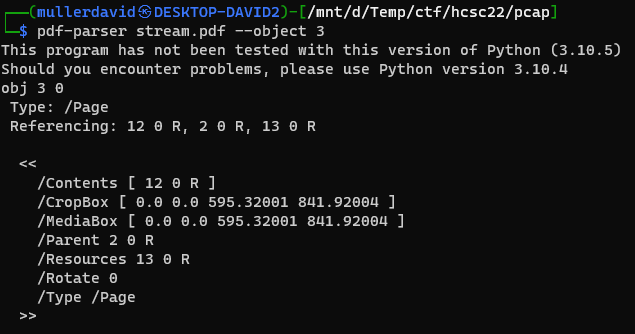 ┌──(mullerdavid㉿DESKTOP-DAVID2)-[/mnt/d/Temp/ctf/hcsc22/pcap]
└─$ pdf-parser stream.pdf --object 3
This program has not been tested with this version of Python (3.10.5)
Should you encounter problems, please use Python version 3.10.4
obj 3 0
 Type: /Page
 Referencing: 12 0 R, 2 0 R, 13 0 R

  <<
    /Contents [ 12 0 R ]
    /CropBox [ 0.0 0.0 595.32001 841.92004 ]
    /MediaBox [ 0.0 0.0 595.32001 841.92004 ]
    /Parent 2 0 R
    /Resources 13 0 R
    /Rotate 0
    /Type /Page
  >>